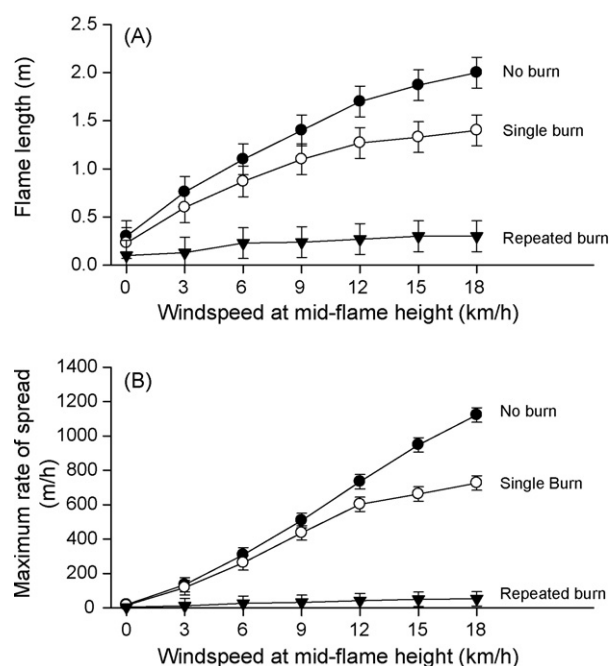 (A)
2.5
2.0
1.5
1.0
0.5
0.0
Flame length (m)
No burn
Single burn
Repeated burn
0 3 6 9 12 15 18
Windspeed at mid-flame height (km/h)
(B)
1400
1200
1000
800
600
400
200
0
Maximum rate of spread
(m/h)
No burn
Single Burn
Repeated burn
0 3 6 9 12 15 18
Windspeed at mid-flame height (km/h)